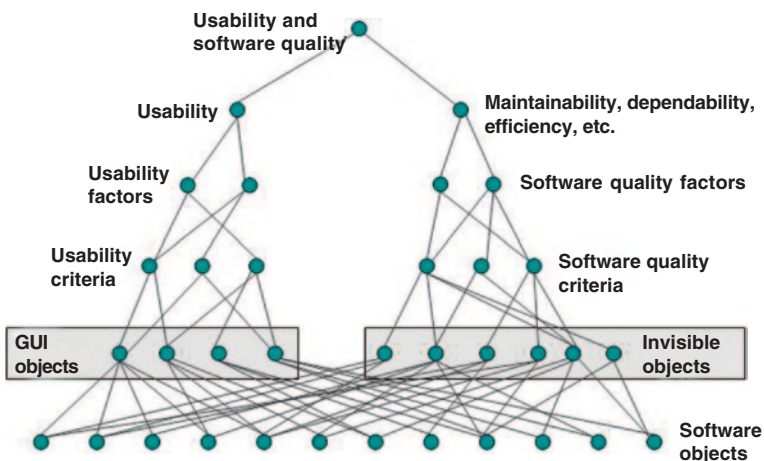 Usability and
software quality
Usability
Maintainability, dependability,
efficiency, etc.
Usability
factors
Software quality factors
Usability
criteria
Software quality
criteria
GUI
objects
Invisible
objects
Software
objects